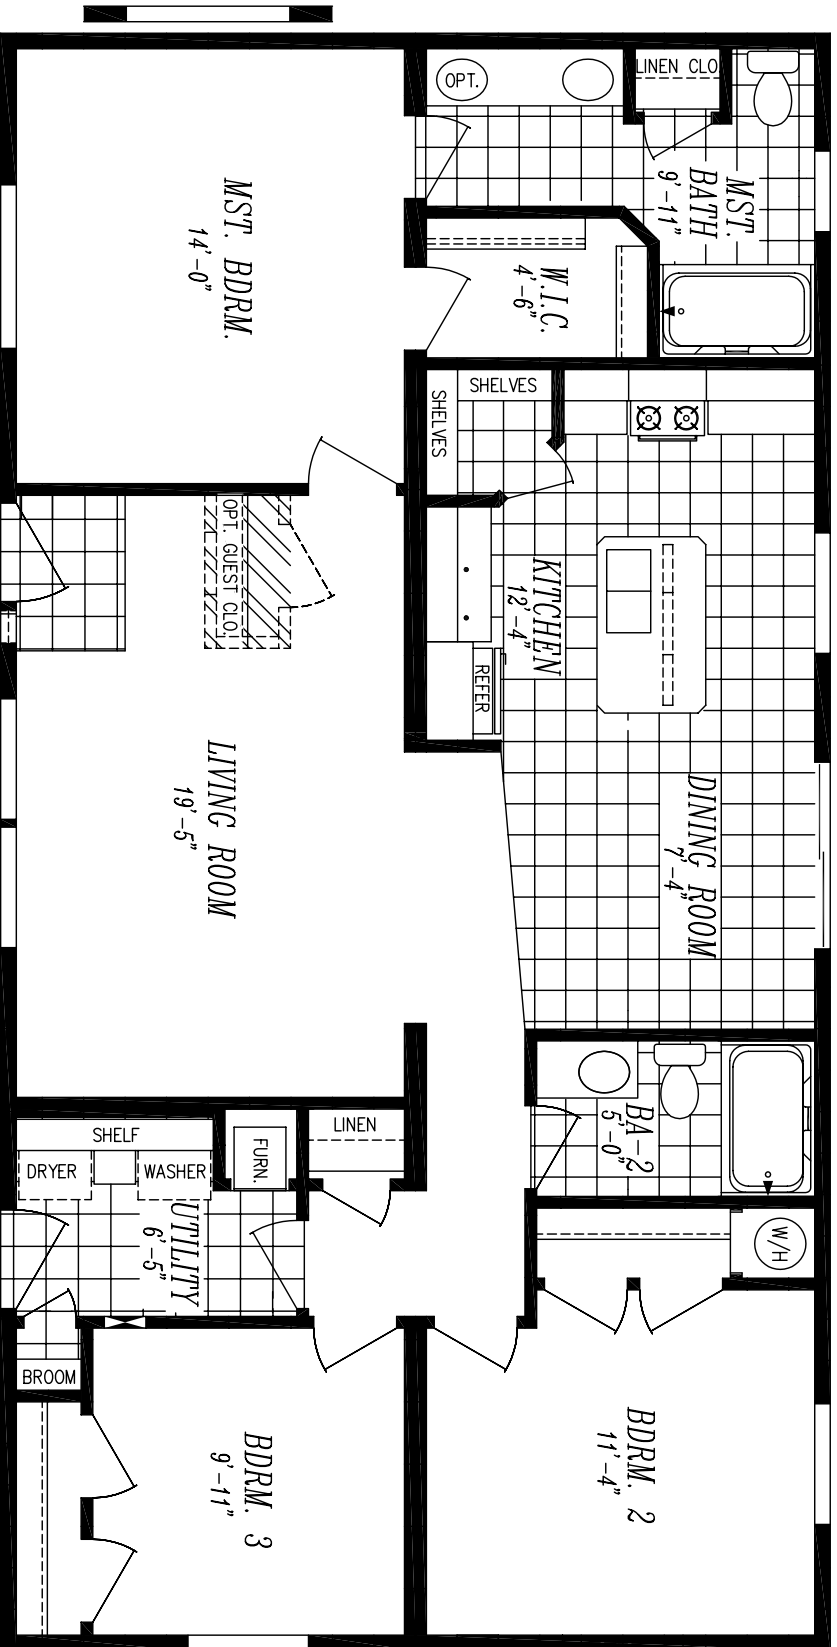 OPT.
LINEN CLO.
MST.
BATH
9'-11"
MST. BDRM.
14'-0"
W.I.C.
4'-6"
SHELVES
SHELVES
OPT. GUEST CLO.
KITCHEN
12'-4"
REFER
LIVING ROOM
19'-5"
DINING ROOM
7'-4"
BA-2
5'-0"
LINEN
SHELF
FURN.
DRYER
WASHER
UTILITY
6'-5"
W/H
BROOM
BDRM. 2
11'-4"
BDRM. 3
9'-11"